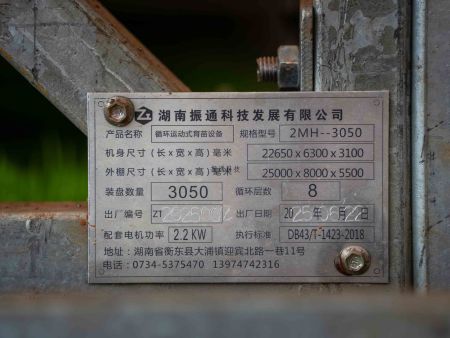 湖南振通科技发展有限公司
产品名称 循环运动式育苗设备 规格型号 2MH--3050
机身尺寸(长x宽x高)毫米 22650x6300x3100
外棚尺寸(长x宽x高)毫米 25000x8000x5500
装盘数量 3050 循环层数 8
出厂编号 ZT 出厂日期 20 年 月 日
配套电机功率 2.2KW 执行标准 DB43/T-1423-2018
地址:湖南省衡东县大浦镇迎宾北路一巷11号
电话:0734-5375470 13974742316